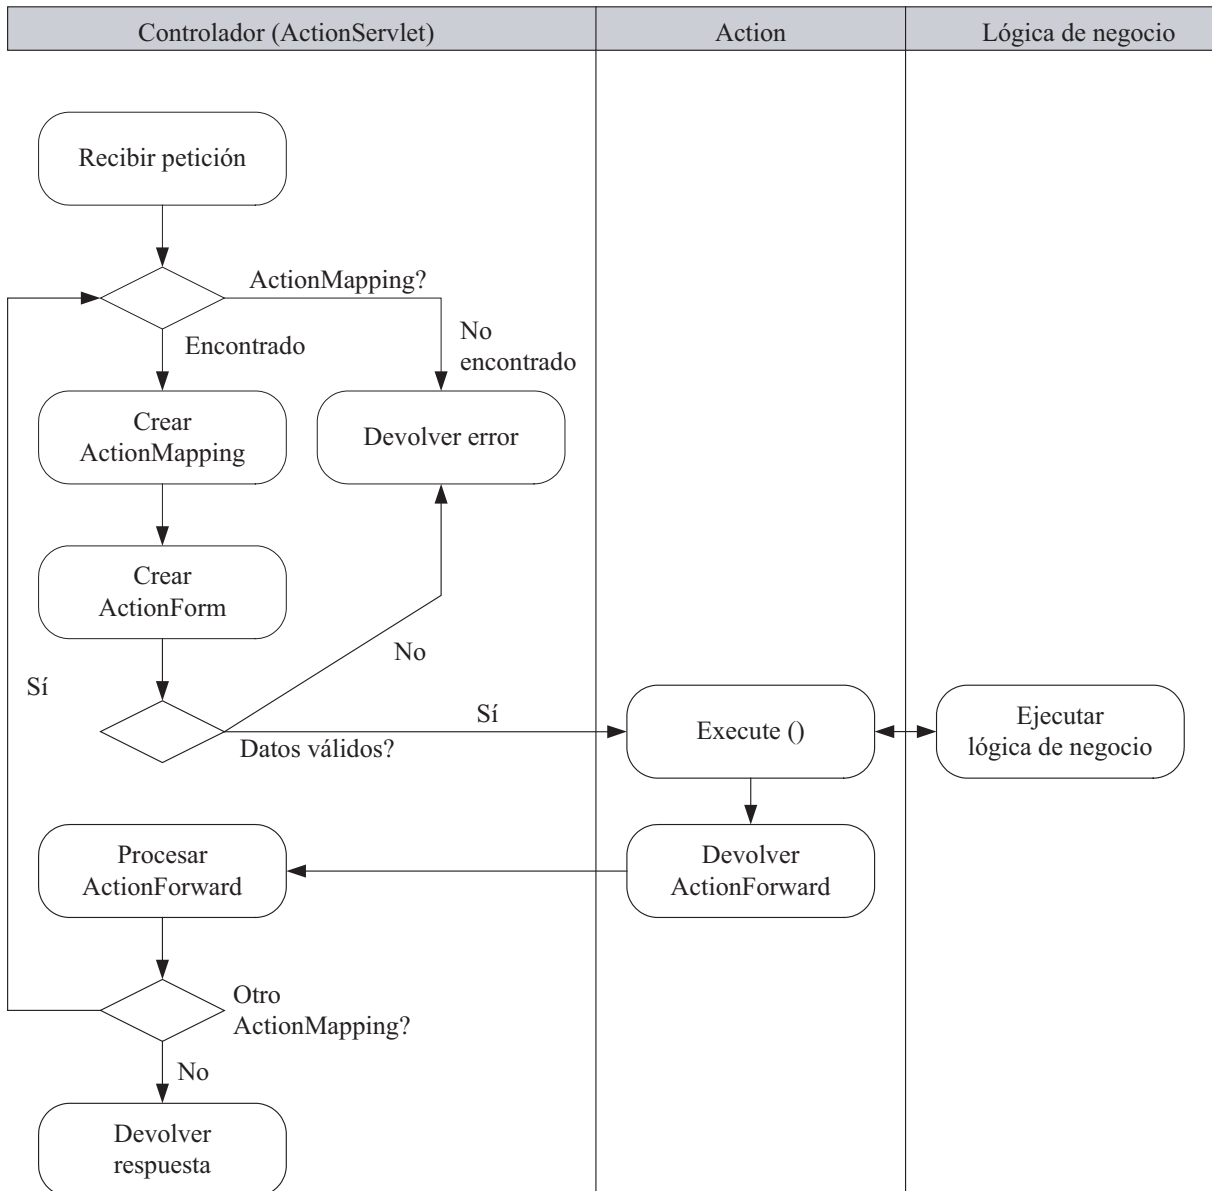 Controlador (ActionServlet)
Action
Lógica de negocio
Recibir petición
ActionMapping?
No
encontrado
Encontrado
Crear
ActionMapping
Devolver error
Crear
ActionForm
No
Sí
Sí
Datos válidos?
Execute ()
Ejecutar
lógica de negocio
Procesar
ActionForward
Devolver
ActionForward
Otro
ActionMapping?
No
Devolver
respuesta